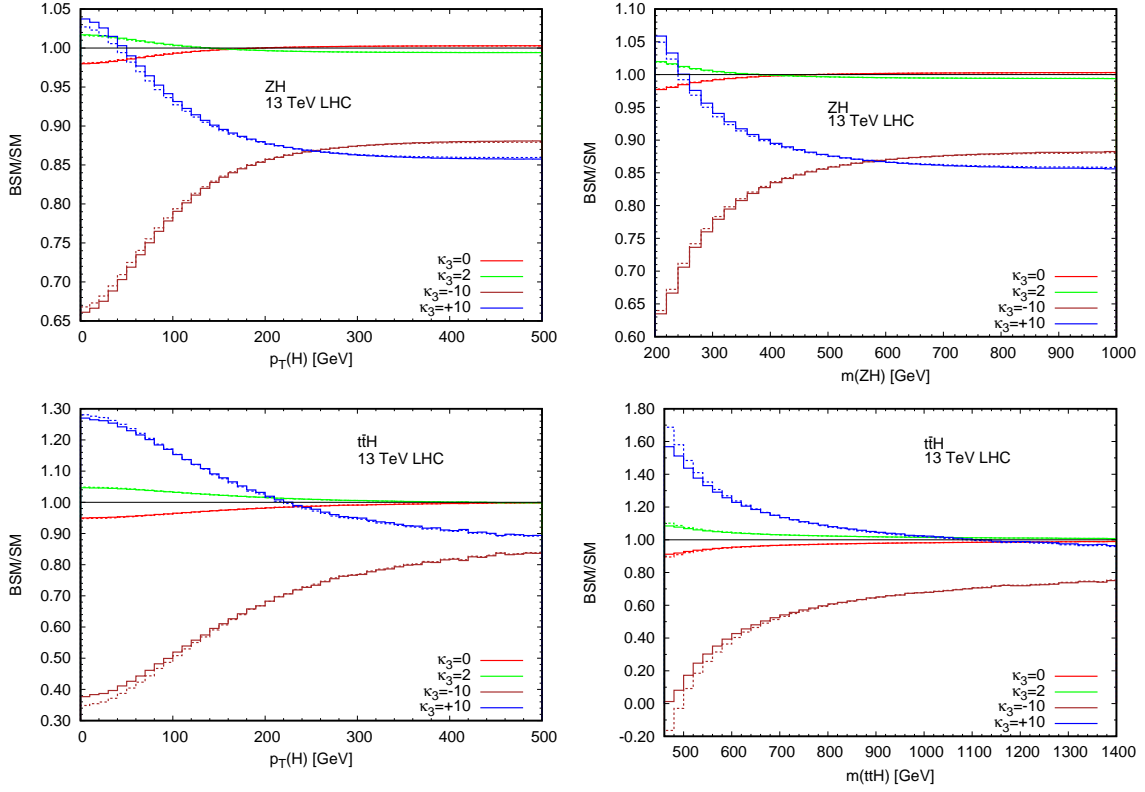 1.05
1.00
0.95
0.90
0.85
0.80
0.75
0.70
0.65
BSM/SM
ZH
13 TeV LHC
κ₃=0
κ₃=2
κ₃=-10
κ₃=+10
0 100 200 300 400 500
p_T(H) [GeV]
1.10
1.05
1.00
0.95
0.90
0.85
0.80
0.75
0.70
0.65
0.60
BSM/SM
ZH
13 TeV LHC
κ₃=0
κ₃=2
κ₃=-10
κ₃=+10
200 300 400 500 600 700 800 900 1000
m(ZH) [GeV]
1.30
1.20
1.10
1.00
0.90
0.80
0.70
0.60
0.50
0.40
0.30
BSM/SM
tt̄H
13 TeV LHC
κ₃=0
κ₃=2
κ₃=-10
κ₃=+10
0 100 200 300 400 500
p_T(H) [GeV]
1.80
1.60
1.40
1.20
1.00
0.80
0.60
0.40
0.20
0.00
-0.20
BSM/SM
tt̄H
13 TeV LHC
κ₃=0
κ₃=2
κ₃=-10
κ₃=+10
500 600 700 800 900 1000 1100 1200 1300 1400
m(ttH) [GeV]